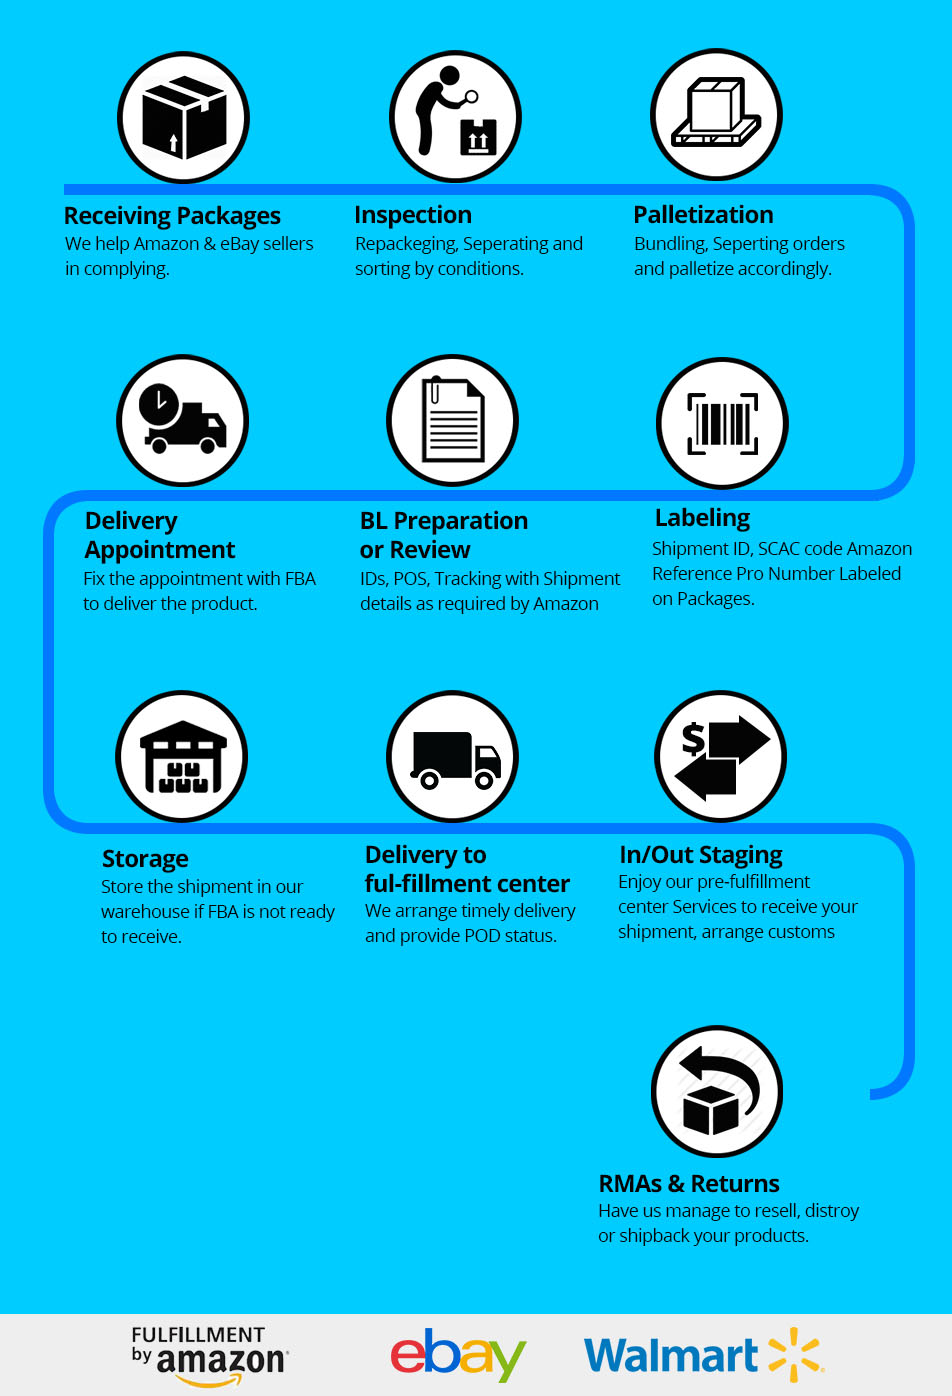 Receiving Packages
We help Amazon & eBay sellers
in complying.
Inspection
Repackeging, Seperating and
sorting by conditions.
Palletization
Bundling, Seperting orders
and palletize accordingly.
Delivery
Appointment
Fix the appointment with FBA
to deliver the product.
BL Preparation
or Review
IDs, POS, Tracking with Shipment
details as required by Amazon
Labeling
Shipment ID, SCAC code Amazon
Reference Pro Number Labeled
on Packages.
Storage
Store the shipment in our
warehouse if FBA is not ready
to receive.
Delivery to
ful-fillment center
We arrange timely delivery
and provide POD status.
$
In/Out Staging
Enjoy our pre-fulfillment
center Services to receive your
shipment, arrange customs
RMAs & Returns
Have us manage to resell, distroy
or shipback your products.
FULFILLMENT
by amazon
ebay
Walmart